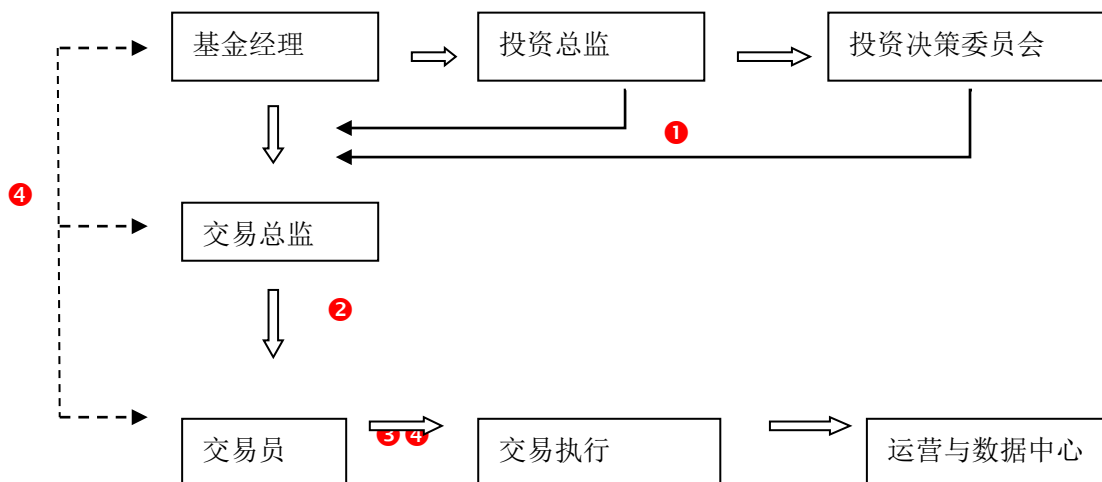 基金经理
投资总监
投资决策委员会
❶
❹
交易总监
❷
交易员
❸❹
交易执行
运营与数据中心